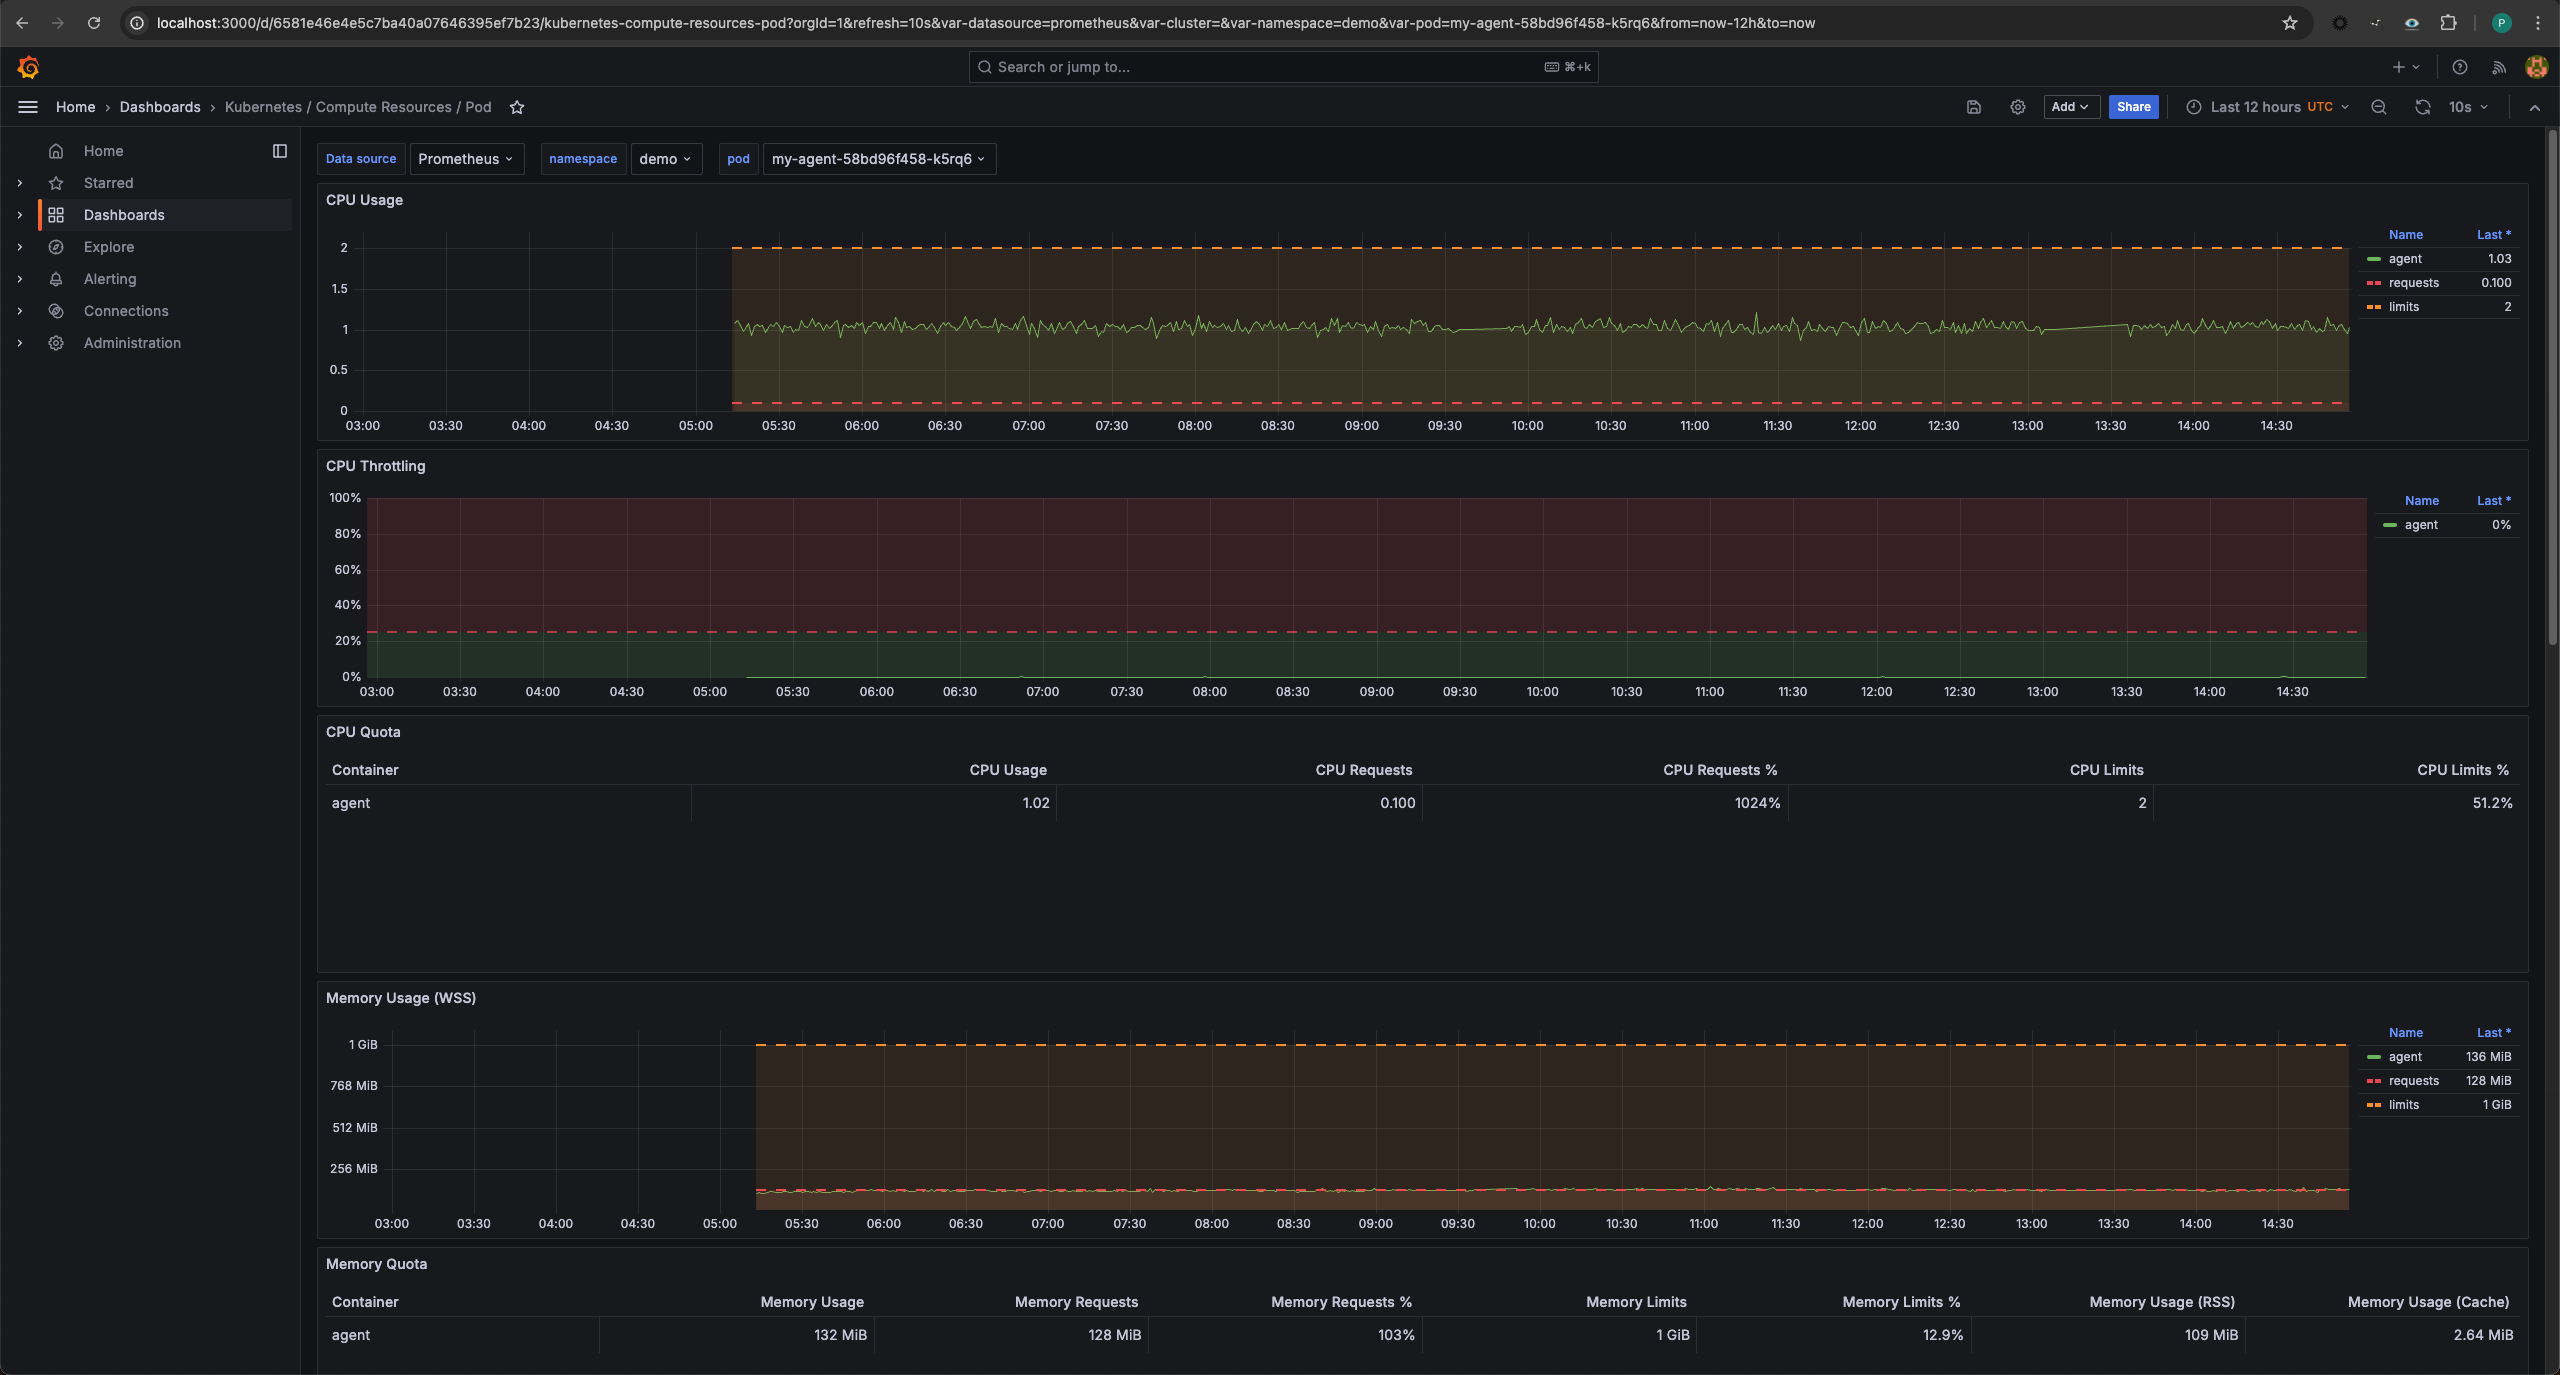 localhost:3000/d/6581e46e4e5c7ba40a07646395ef7b23/kubernetes-compute-resources-pod?orgId=1&refresh=10s&var-datasource=prometheus&var-cluster=&var-namespace=demo&var-pod=my-agent-58bd96f458-k5rq6&from=now-12h&to=now
P
Search or jump to...
⌘+k
Home › Dashboards › Kubernetes / Compute Resources / Pod
Add
Share
Last 12 hours UTC
10s
Home
Starred
Dashboards
Explore
Alerting
Connections
Administration
Data source Prometheus namespace demo pod my-agent-58bd96f458-k5rq6
CPU Usage
2
1.5
1
0.5
0
03:00 03:30 04:00 04:30 05:00 05:30 06:00 06:30 07:00 07:30 08:00 08:30 09:00 09:30 10:00 10:30 11:00 11:30 12:00 12:30 13:00 13:30 14:00 14:30
Name Last *
agent 1.03
requests 0.100
limits 2
CPU Throttling
100%
80%
60%
40%
20%
0%
03:00 03:30 04:00 04:30 05:00 05:30 06:00 06:30 07:00 07:30 08:00 08:30 09:00 09:30 10:00 10:30 11:00 11:30 12:00 12:30 13:00 13:30 14:00 14:30
Name Last *
agent 0%
CPU Quota
Container CPU Usage CPU Requests CPU Requests % CPU Limits CPU Limits %
agent 1.02 0.100 1024% 2 51.2%
Memory Usage (WSS)
1 GiB
768 MiB
512 MiB
256 MiB
03:00 03:30 04:00 04:30 05:00 05:30 06:00 06:30 07:00 07:30 08:00 08:30 09:00 09:30 10:00 10:30 11:00 11:30 12:00 12:30 13:00 13:30 14:00 14:30
Name Last *
agent 136 MiB
requests 128 MiB
limits 1 GiB
Memory Quota
Container Memory Usage Memory Requests Memory Requests % Memory Limits Memory Limits % Memory Usage (RSS) Memory Usage (Cache)
agent 132 MiB 128 MiB 103% 1 GiB 12.9% 109 MiB 2.64 MiB